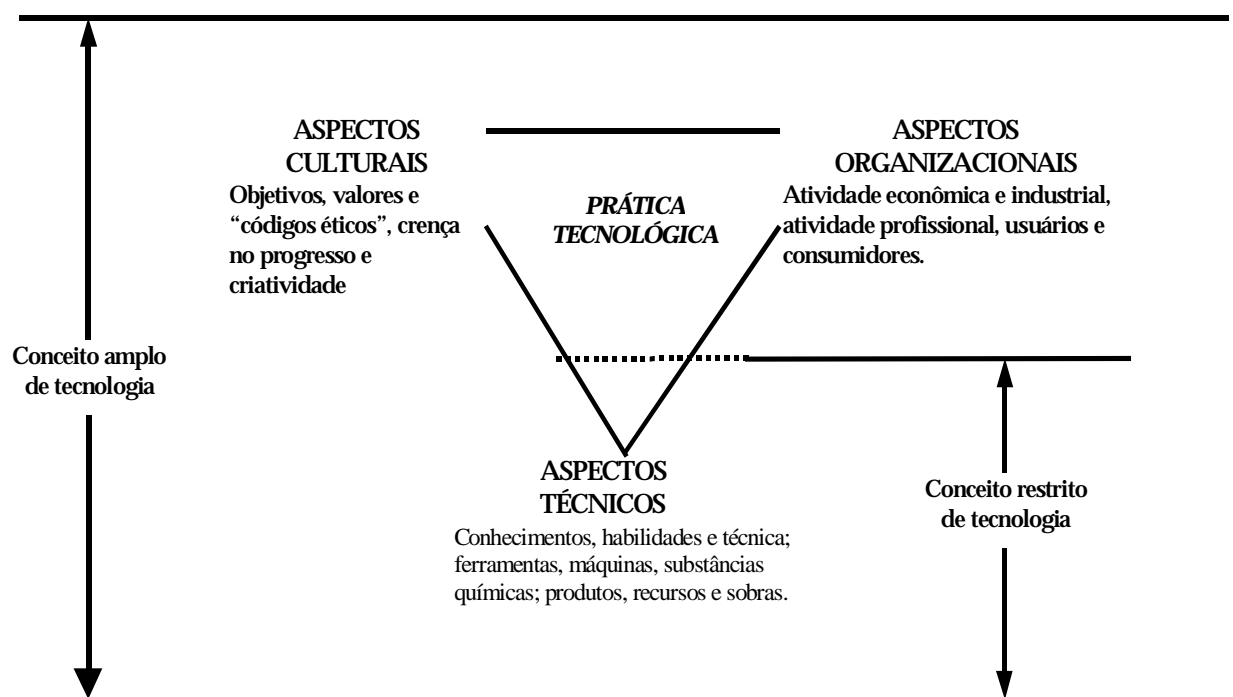 ASPECTOS
CULTURAIS
Objetivos, valores e
“códigos éticos”, crença
no progresso e
criatividade
PRÁTICA
TECNOLÓGICA
ASPECTOS
ORGANIZACIONAIS
Atividade econômica e industrial,
atividade profissional, usuários e
consumidores.
Conceito amplo
de tecnologia
ASPECTOS
TÉCNICOS
Conhecimentos, habilidades e técnica;
ferramentas, máquinas, substâncias
químicas; produtos, recursos e sobras.
Conceito restrito
de tecnologia